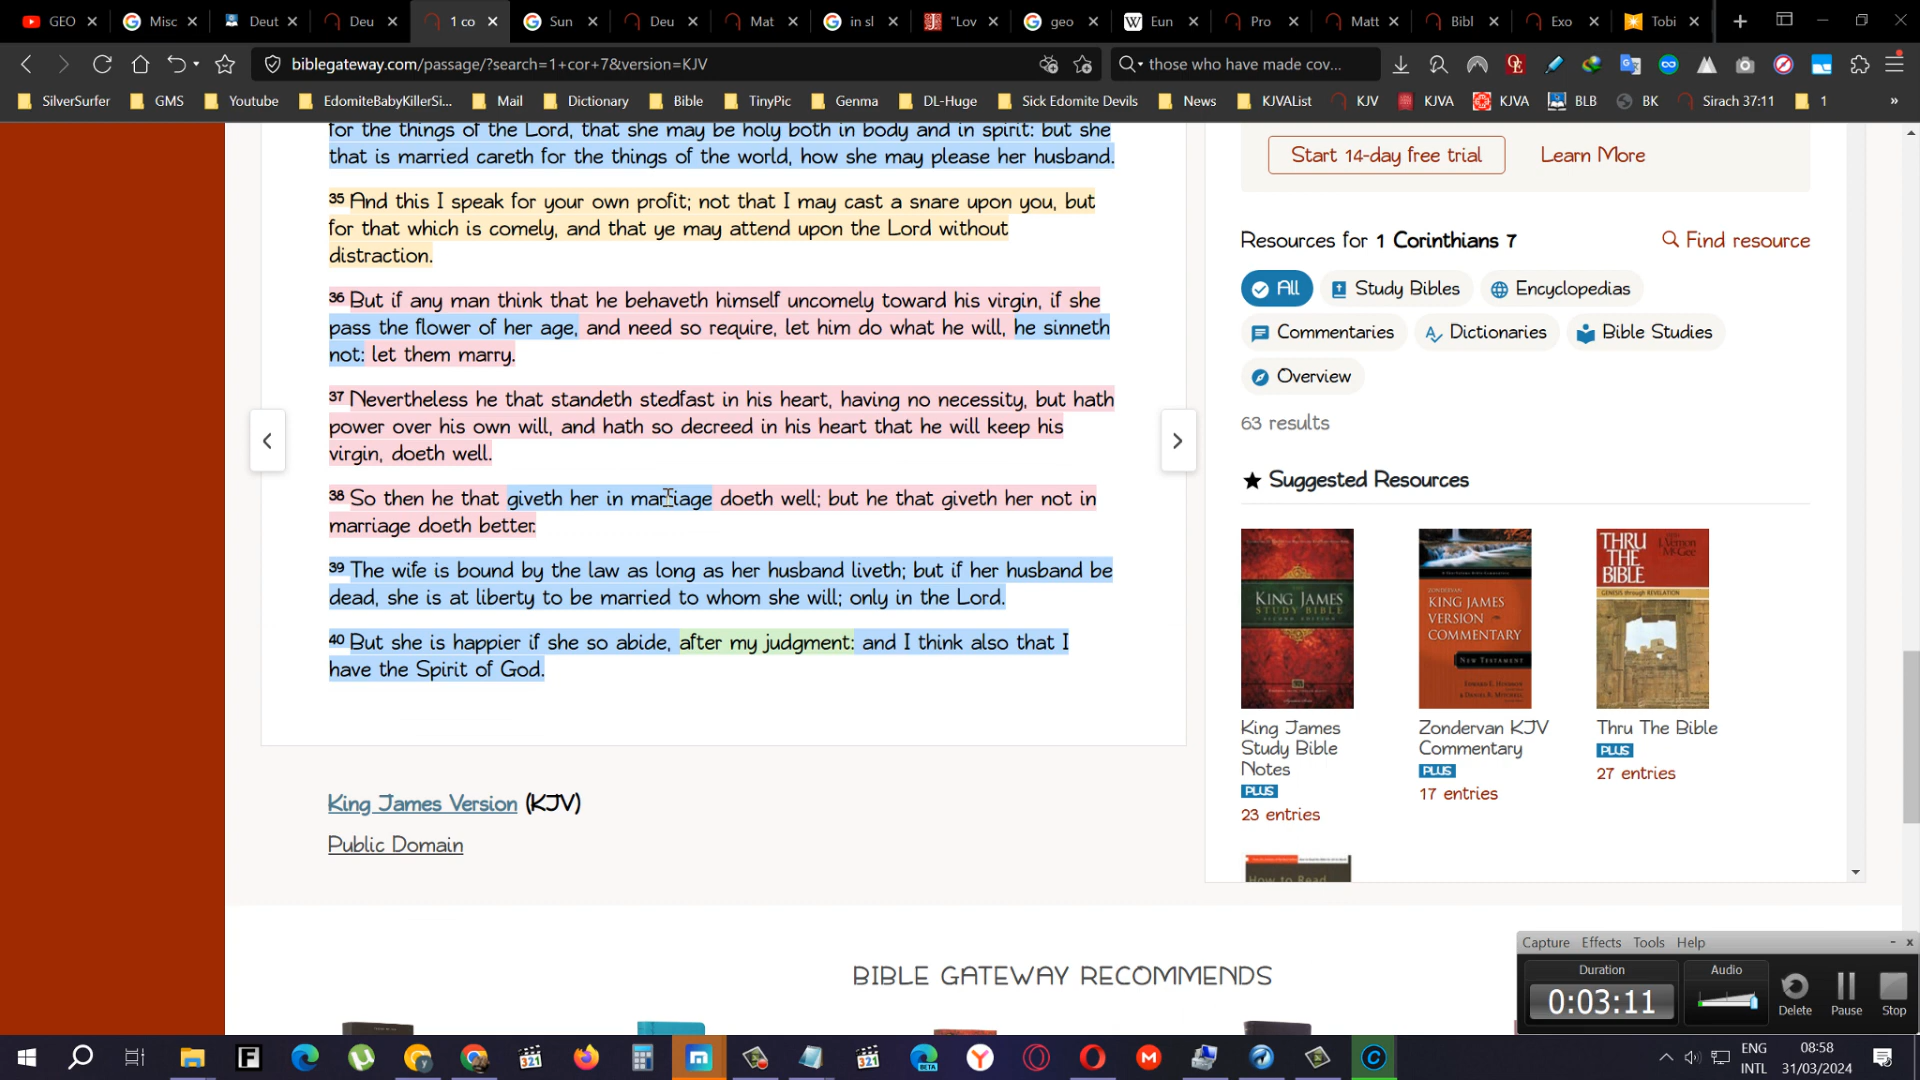 GEO
Misc
Deut
Deu
1 co
Sun
Deu
Mat
in sl
"Lov
geo
Eun
Pro
Matt
Bibl
Exo
Tobi
biblegateway.com/passage/?search=1+cor+7&version=KJV
those who have made cov...
SilverSurfer
GMS
Youtube
EdomiteBabyKillerSi...
Mail
Dictionary
Bible
TinyPic
Genma
DL-Huge
Sick Edomite Devils
News
KJVAList
KJV
KJVA
KJVA
BLB
BK
Sirach 37:11
1
for the things of the Lord, that she may be holy both in body and in spirit: but she
that is married careth for the things of the world, how she may please her husband.
35 And this I speak for your own profit; not that I may cast a snare upon you, but
for that which is comely, and that ye may attend upon the Lord without
distraction.
36 But if any man think that he behaveth himself uncomely toward his virgin, if she
pass the flower of her age, and need so require, let him do what he will, he sinneth
not: let them marry.
37 Nevertheless he that standeth stedfast in his heart, having no necessity, but hath
power over his own will, and hath so decreed in his heart that he will keep his
virgin, doeth well.
38 So then he that giveth her in marriage doeth well; but he that giveth her not in
marriage doeth better.
39 The wife is bound by the law as long as her husband liveth; but if her husband be
dead, she is at liberty to be married to whom she will; only in the Lord.
40 But she is happier if she so abide, after my judgment: and I think also that I
have the Spirit of God.
King James Version (KJV)
Public Domain
Start 14-day free trial
Learn More
Resources for 1 Corinthians 7
Find resource
All
Study Bibles
Encyclopedias
Commentaries
Dictionaries
Bible Studies
Overview
63 results
Suggested Resources
KING JAMES
STUDY BIBLE
ZONDERVAN
KING JAMES
VERSION
COMMENTARY
NEW TESTAMENT
THRU
THE
BIBLE
King James
Study Bible
Notes
PLUS
23 entries
Zondervan KJV
Commentary
PLUS
17 entries
Thru The Bible
PLUS
27 entries
How to Read
BIBLE GATEWAY RECOMMENDS
Capture Effects Tools Help
Duration
0:03:11
Audio
Delete
Pause
Stop
ENG
INTL
08:58
31/03/2024